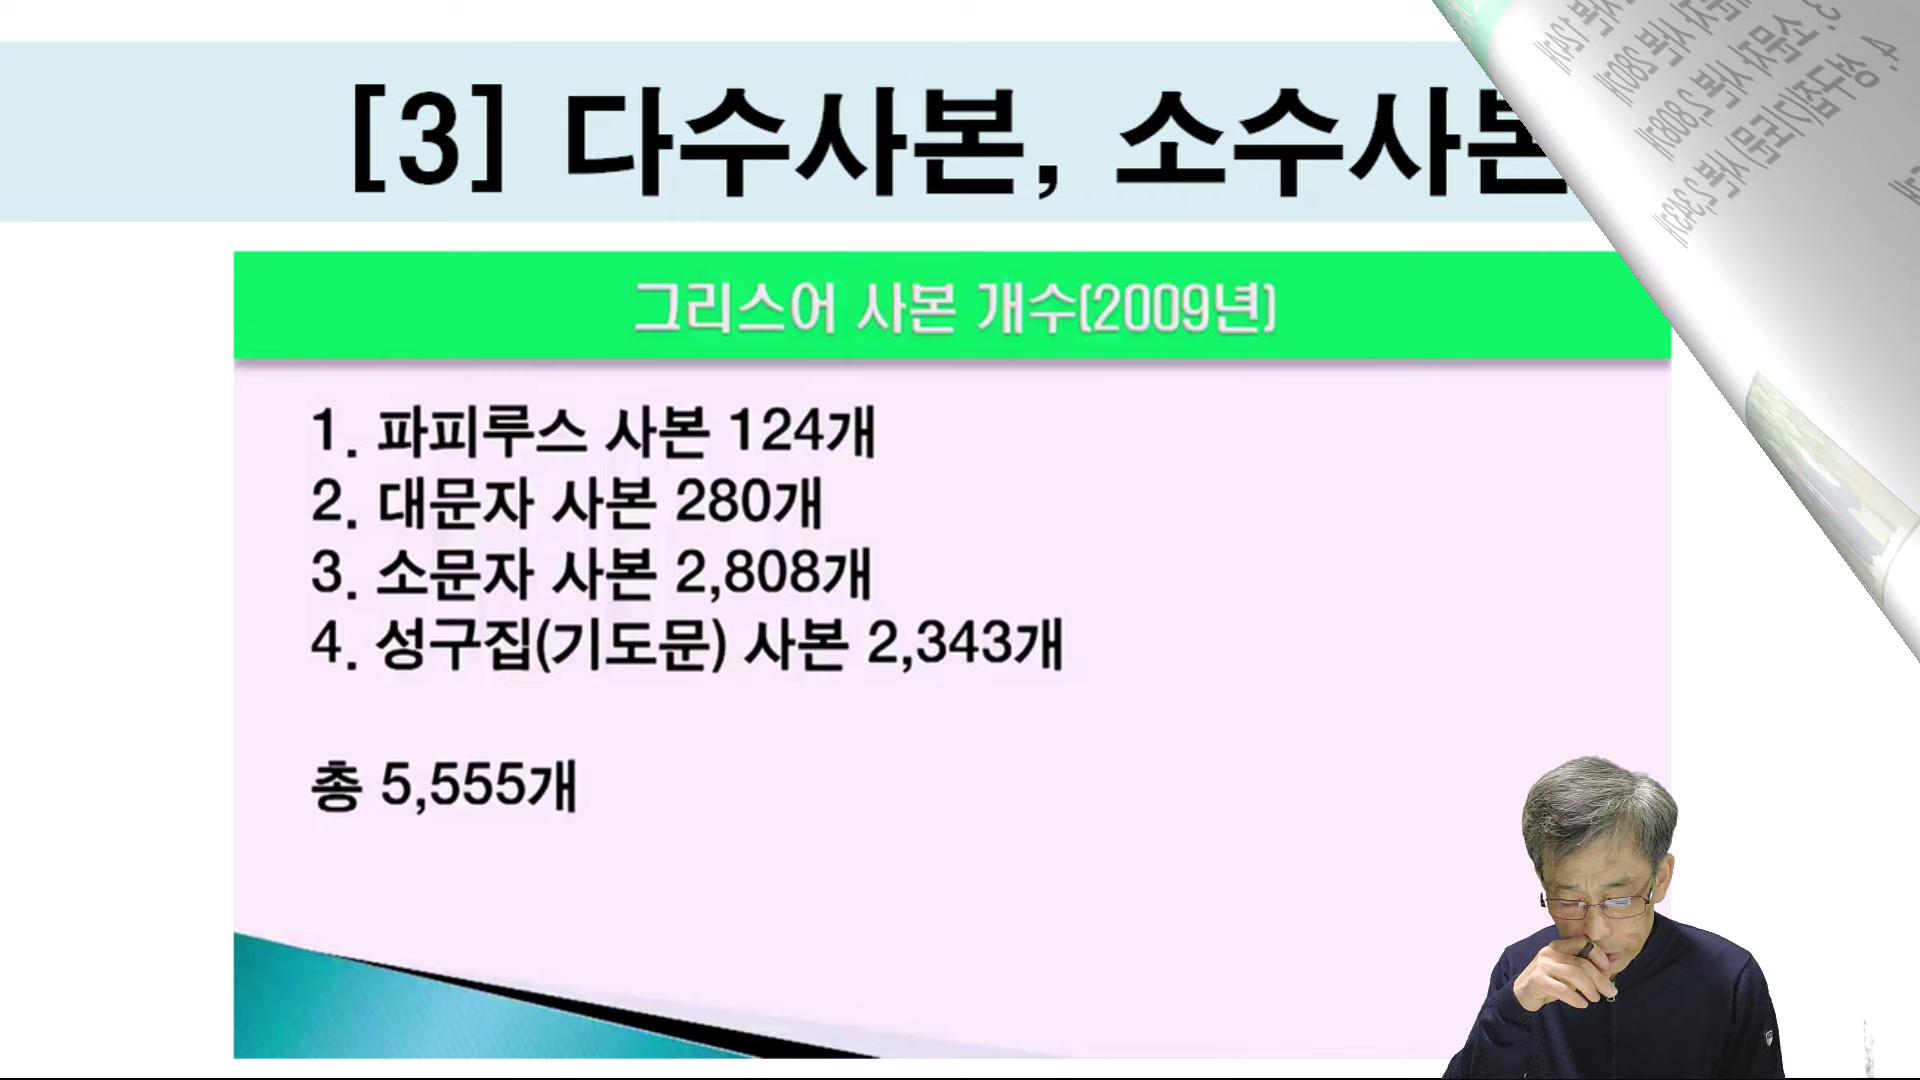 [3] 다수사본, 소수사본
그리스어 사본 개수(2009년)
1. 파피루스 사본 124개
2. 대문자 사본 280개
3. 소문자 사본 2,808개
4. 성구집(기도문) 사본 2,343개
총 5,555개